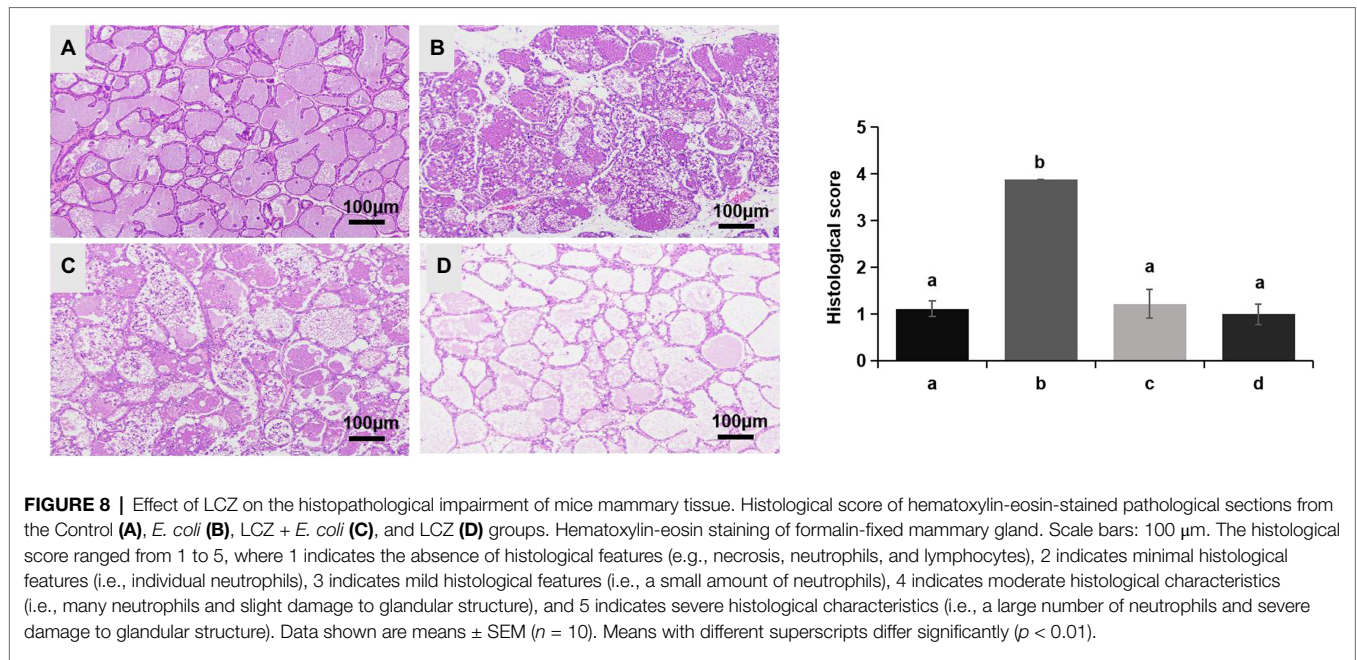 A
B
100μm
100μm
C
D
100μm
100μm
Histological score
5
4
3
2
1
0
a
b
a
a
a
b
c
d
FIGURE 8 | Effect of LCZ on the histopathological impairment of mice mammary tissue. Histological score of hematoxylin-eosin-stained pathological sections from
the Control (A), E. coli (B), LCZ + E. coli (C), and LCZ (D) groups. Hematoxylin-eosin staining of formalin-fixed mammary gland. Scale bars: 100 μm. The histological
score ranged from 1 to 5, where 1 indicates the absence of histological features (e.g., necrosis, neutrophils, and lymphocytes), 2 indicates minimal histological
features (i.e., individual neutrophils), 3 indicates mild histological features (i.e., a small amount of neutrophils), 4 indicates moderate histological characteristics
(i.e., many neutrophils and slight damage to glandular structure), and 5 indicates severe histological characteristics (i.e., a large number of neutrophils and severe
damage to glandular structure). Data shown are means ± SEM (n = 10). Means with different superscripts differ significantly (p < 0.01).